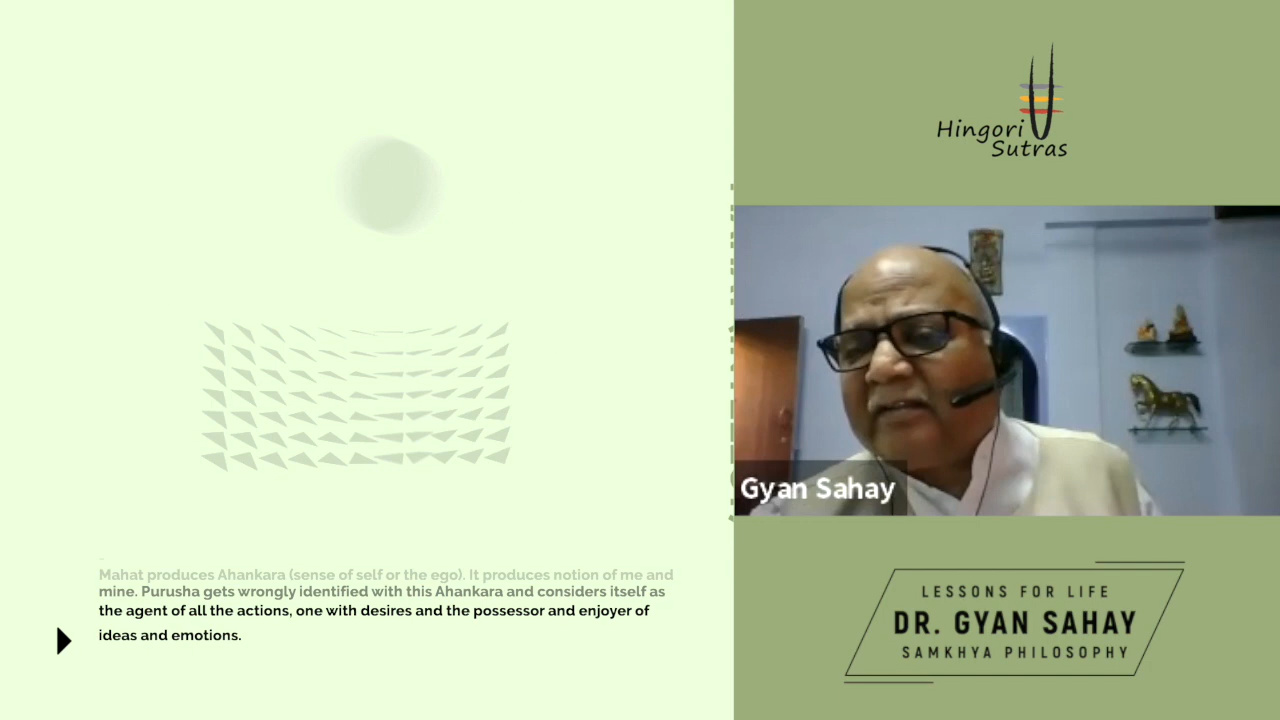 Mahat produces Ahankara (sense of self or the ego). It produces notion of me and
mine. Purusha gets wrongly identified with this Ahankara and considers itself as
the agent of all the actions, one with desires and the possessor and enjoyer of
ideas and emotions.
Hingori
Sutras
Gyan Sahay
LESSONS FOR LIFE
DR. GYAN SAHAY
SAMKHYA PHILOSOPHY